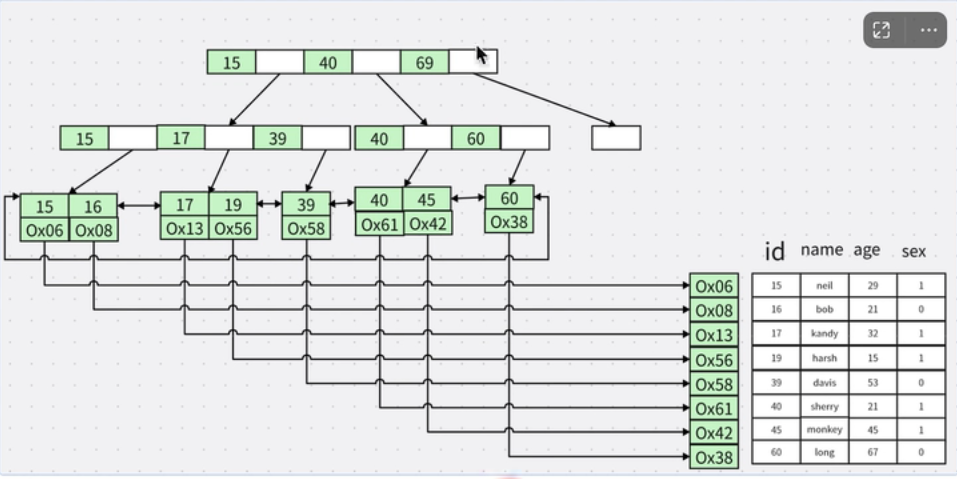 15 40 69
15 17 39 40 60
15 16 17 19 39 40 45 60
Ox06 Ox08 Ox13 Ox56 Ox58 Ox61 Ox42 Ox38
id name age sex
Ox06 15 neil 29 1
Ox08 16 bob 21 0
Ox13 17 kandy 32 1
Ox56 19 harsh 15 1
Ox58 39 davis 53 0
Ox61 40 sherry 21 1
Ox42 45 monkey 45 1
Ox38 60 long 67 0